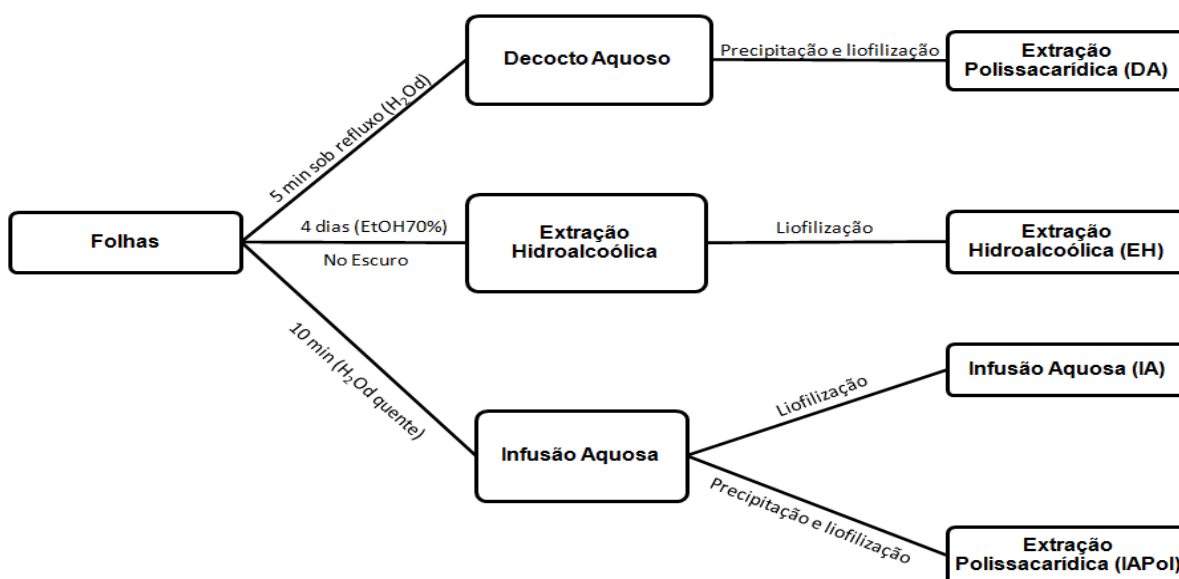 Folhas
5 min sob refluxo (H₂Od)
Decocto Aquoso
Precipitação e liofilização
Extração
Polissacarídica (DA)
4 dias (EtOH70%)
No Escuro
Extração
Hidroalcoólica
Liofilização
Extração
Hidroalcoólica (EH)
10 min (H₂Od quente)
Infusão Aquosa
Liofilização
Infusão Aquosa (IA)
Precipitação e liofilização
Extração
Polissacarídica (IAPol)